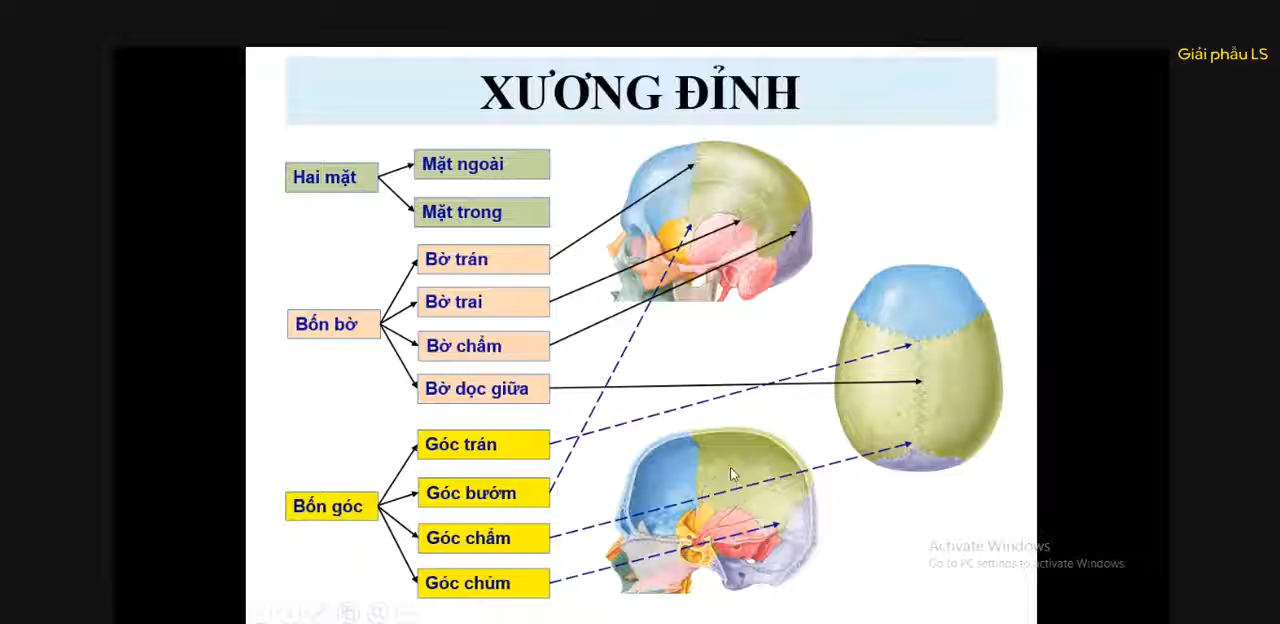 Giải phẫu LS
XƯƠNG ĐỈNH
Hai mặt
Mặt ngoài
Mặt trong
Bốn bờ
Bờ trán
Bờ trai
Bờ chẩm
Bờ dọc giữa
Bốn góc
Góc trán
Góc bướm
Góc chẩm
Góc chủm
Activate Windows
Go to PC settings to activate Windows.